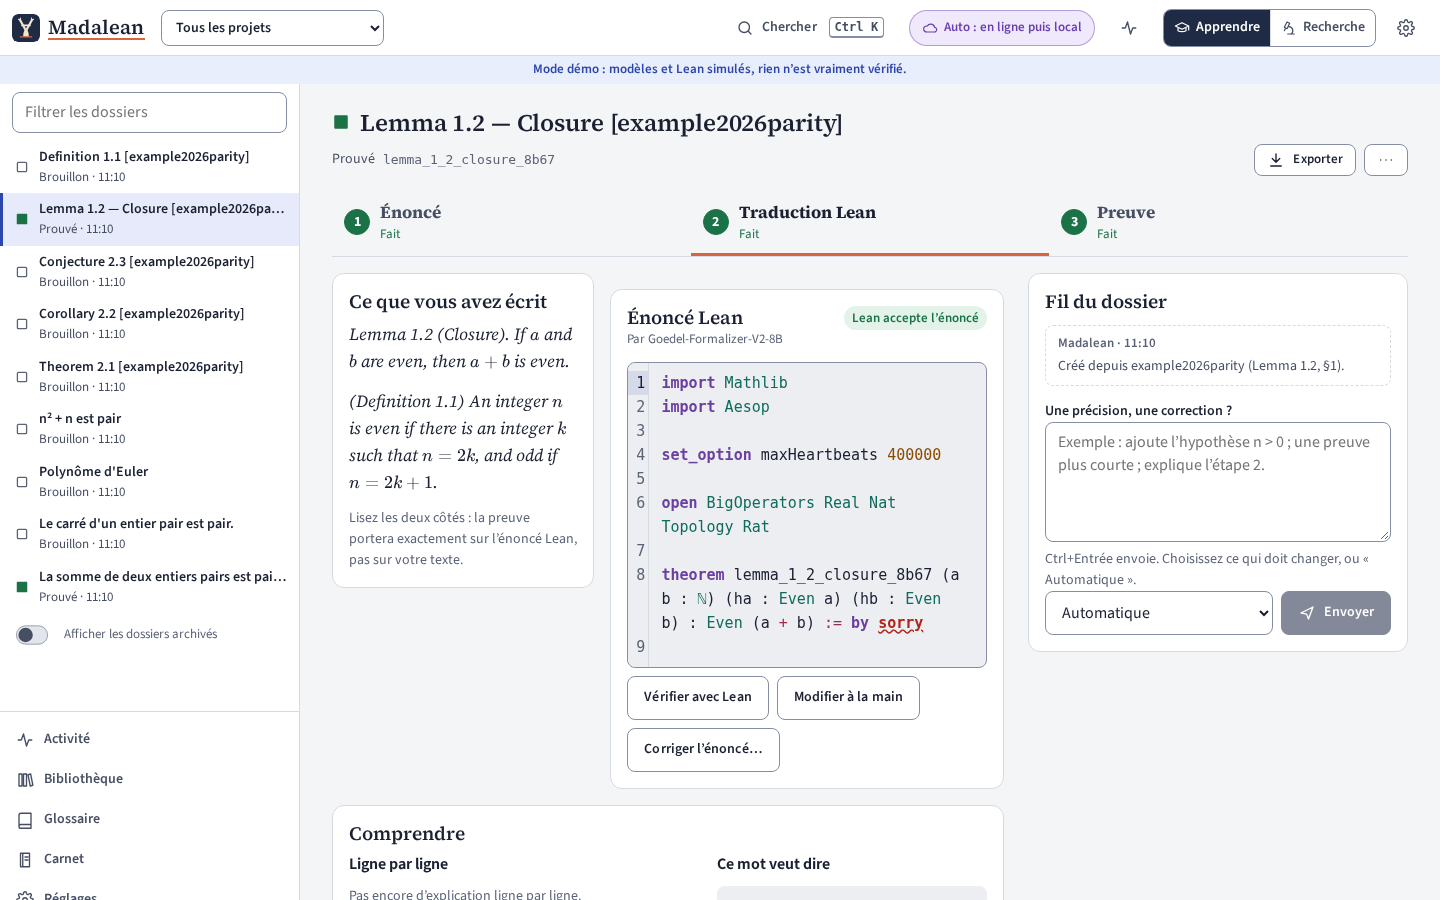 Madalean
Tous les projets
Chercher
Ctrl K
Auto : en ligne puis local
Apprendre
Recherche
Mode démo : modèles et Lean simulés, rien n’est vraiment vérifié.
Filtrer les dossiers
Definition 1.1 [example2026parity]
Brouillon · 11:10
Lemma 1.2 — Closure [example2026pa…
Prouvé · 11:10
Conjecture 2.3 [example2026parity]
Brouillon · 11:10
Corollary 2.2 [example2026parity]
Brouillon · 11:10
Theorem 2.1 [example2026parity]
Brouillon · 11:10
n² + n est pair
Brouillon · 11:10
Polynôme d'Euler
Brouillon · 11:10
Le carré d'un entier pair est pair.
Brouillon · 11:10
La somme de deux entiers pairs est pai…
Prouvé · 11:10
Afficher les dossiers archivés
Activité
Bibliothèque
Glossaire
Carnet
Réglages
Lemma 1.2 — Closure [example2026parity]
Prouvé lemma_1_2_closure_8b67
Exporter
···
1 Énoncé
Fait
2 Traduction Lean
Fait
3 Preuve
Fait
Ce que vous avez écrit
Lemma 1.2 (Closure). If a and
b are even, then a + b is even.
(Definition 1.1) An integer n
is even if there is an integer k
such that n = 2k, and odd if
n = 2k + 1.
Lisez les deux côtés : la preuve
portera exactement sur l’énoncé Lean,
pas sur votre texte.
Énoncé Lean
Lean accepte l’énoncé
Par Goedel-Formalizer-V2-8B
1 import Mathlib
2 import Aesop
3
4 set_option maxHeartbeats 400000
5
6 open BigOperators Real Nat
Topology Rat
7
8 theorem lemma_1_2_closure_8b67 (a
b : ℕ) (ha : Even a) (hb : Even
b) : Even (a + b) := by sorry
9
Vérifier avec Lean
Modifier à la main
Corriger l’énoncé…
Comprendre
Ligne par ligne
Pas encore d’explication ligne par ligne.
Ce mot veut dire
Fil du dossier
Madalean · 11:10
Créé depuis example2026parity (Lemma 1.2, §1).
Une précision, une correction ?
Exemple : ajoute l’hypothèse n > 0 ; une preuve
plus courte ; explique l’étape 2.
Ctrl+Entrée envoie. Choisissez ce qui doit changer, ou «
Automatique ».
Automatique
Envoyer